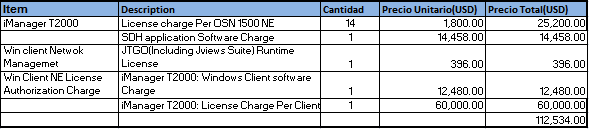 Item Description Cantidad Precio Unitario(USD) Precio Total(USD)
iManager T2000 License charge Per OSN 1500 NE 14 1,800.00 25,200.00
SDH application Software Charge 1 14,458.00 14,458.00
Win client Netwok JTGO(Including Jviews Suite) Runtime
Managemet License 1 396.00 396.00
Win Client NE License iManager T2000: Windows Client software
Authorization Charge Charge 1 12,480.00 12,480.00
iManager T2000: License Charge Per Client 1 60,000.00 60,000.00
112,534.00